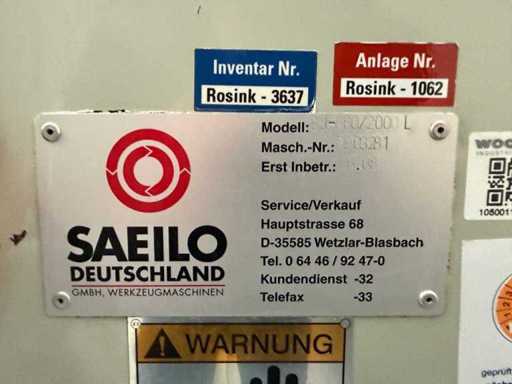 Inventar Nr.
Rosink - 3637
Anlage Nr.
Rosink - 1062
Modell:
Masch.-Nr.:
Erst Inbetr.:
Service/Verkauf
Hauptstrasse 68
D-35585 Wetzlar-Blasbach
Tel. 0 64 46 / 92 47-0
Kundendienst -32
Telefax -33
SAEILO
DEUTSCHLAND
GMBH, WERKZEUGMASCHINEN
WARNUNG